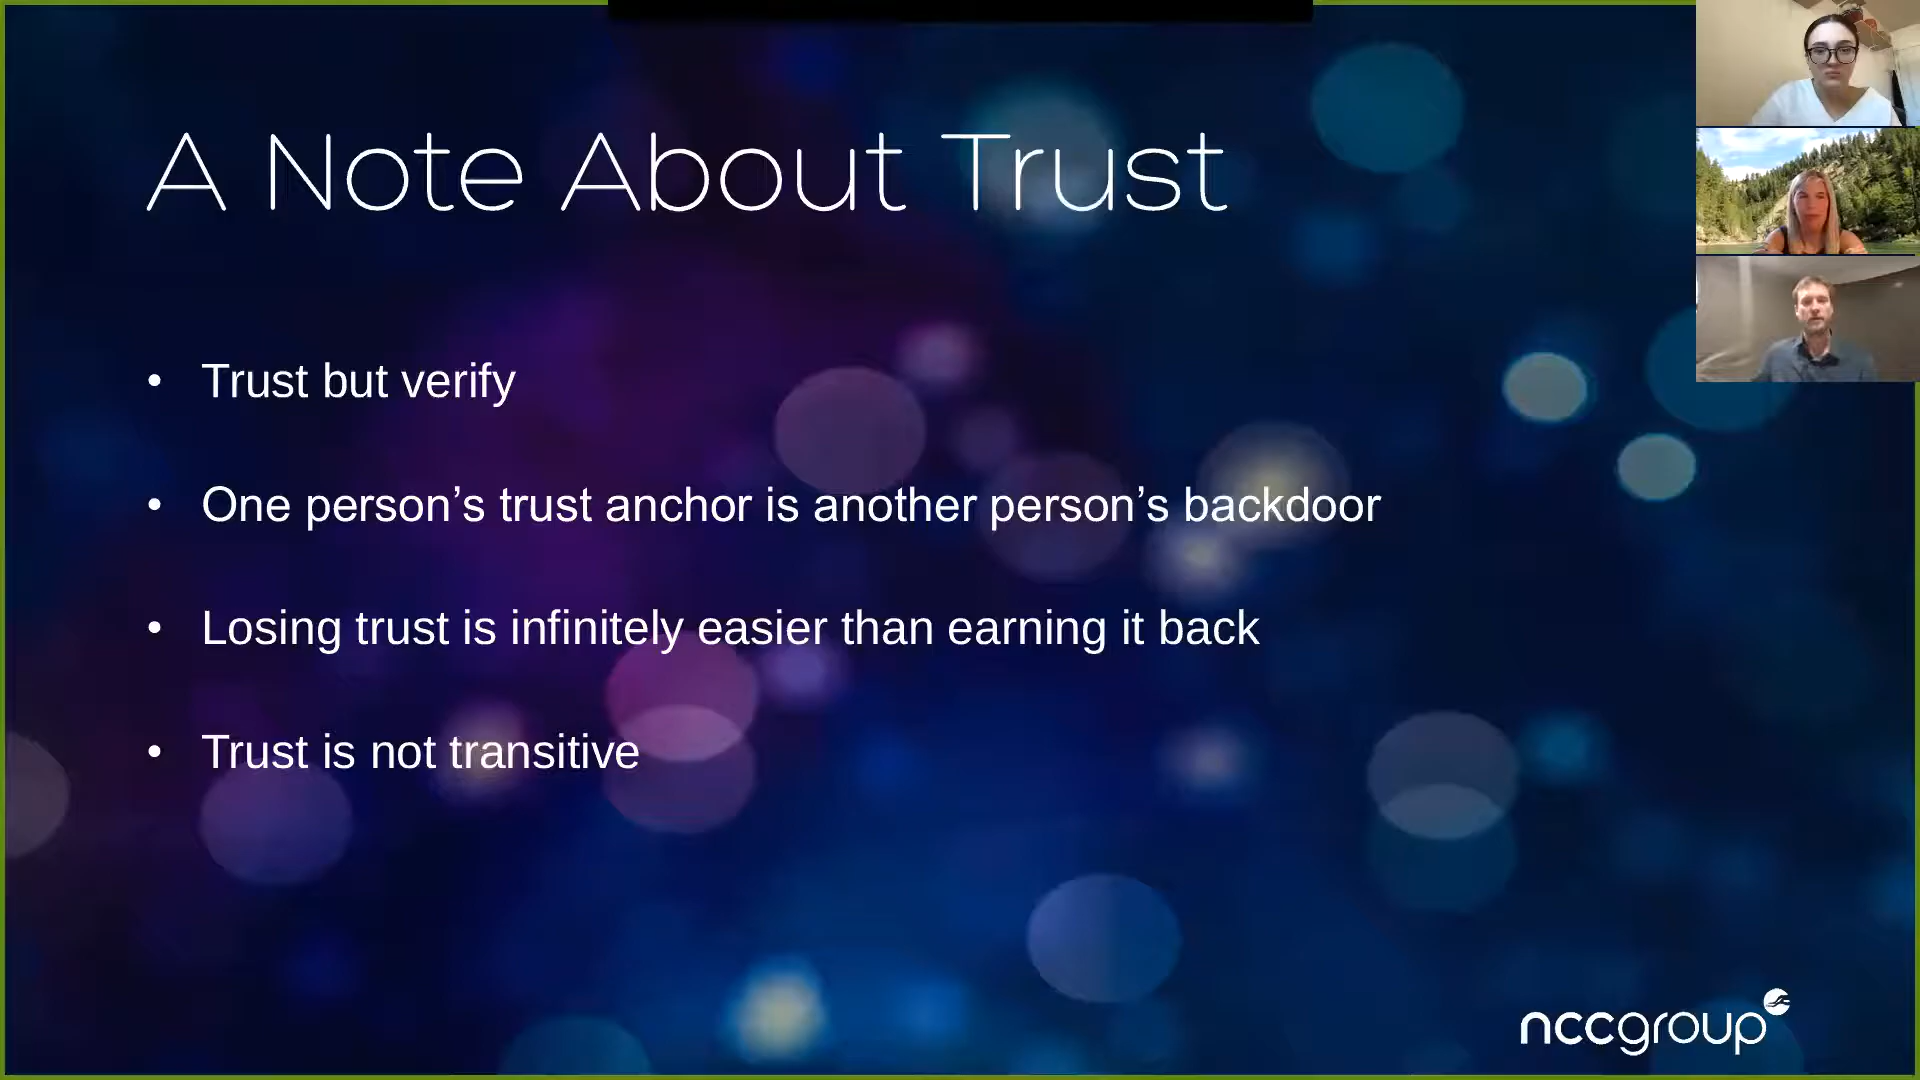 A Note About Trust
• Trust but verify
• One person’s trust anchor is another person’s backdoor
• Losing trust is infinitely easier than earning it back
• Trust is not transitive
nccgroup